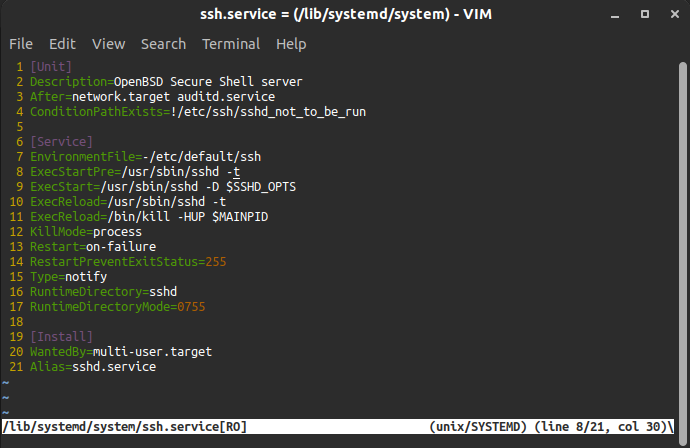 ssh.service = (/lib/systemd/system) - VIM
File Edit View Search Terminal Help
1 [Unit]
2 Description=OpenBSD Secure Shell server
3 After=network.target auditd.service
4 ConditionPathExists=!/etc/ssh/sshd_not_to_be_run
5
6 [Service]
7 EnvironmentFile=-/etc/default/ssh
8 ExecStartPre=/usr/sbin/sshd -t
9 ExecStart=/usr/sbin/sshd -D $SSHD_OPTS
10 ExecReload=/usr/sbin/sshd -t
11 ExecReload=/bin/kill -HUP $MAINPID
12 KillMode=process
13 Restart=on-failure
14 RestartPreventExitStatus=255
15 Type=notify
16 RuntimeDirectory=sshd
17 RuntimeDirectoryMode=0755
18
19 [Install]
20 WantedBy=multi-user.target
21 Alias=sshd.service
~
~
~
/lib/systemd/system/ssh.service[RO] (unix/SYSTEMD) (line 8/21, col 30)\